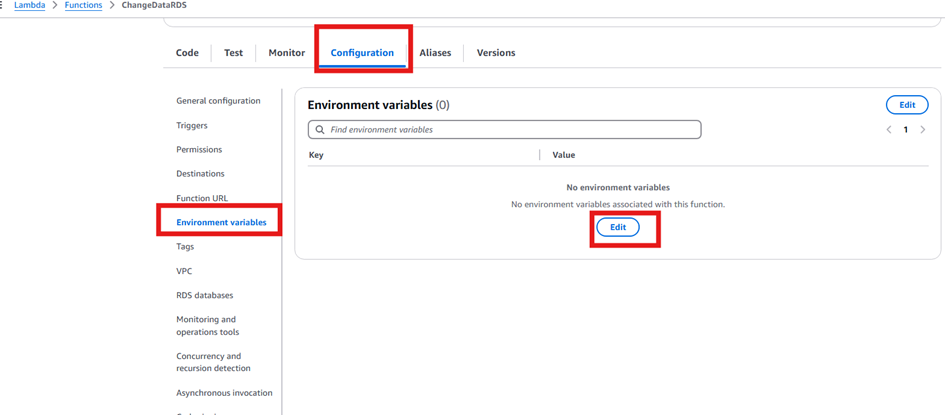 Lambda > Functions > ChangeDataRDS
Code
Test
Monitor
Configuration
Aliases
Versions
General configuration
Triggers
Permissions
Destinations
Function URL
Environment variables
Tags
VPC
RDS databases
Monitoring and
operations tools
Concurrency and
recursion detection
Asynchronous invocation
Environment variables (0)
Edit
Find environment variables
1
Key
Value
No environment variables
No environment variables associated with this function.
Edit